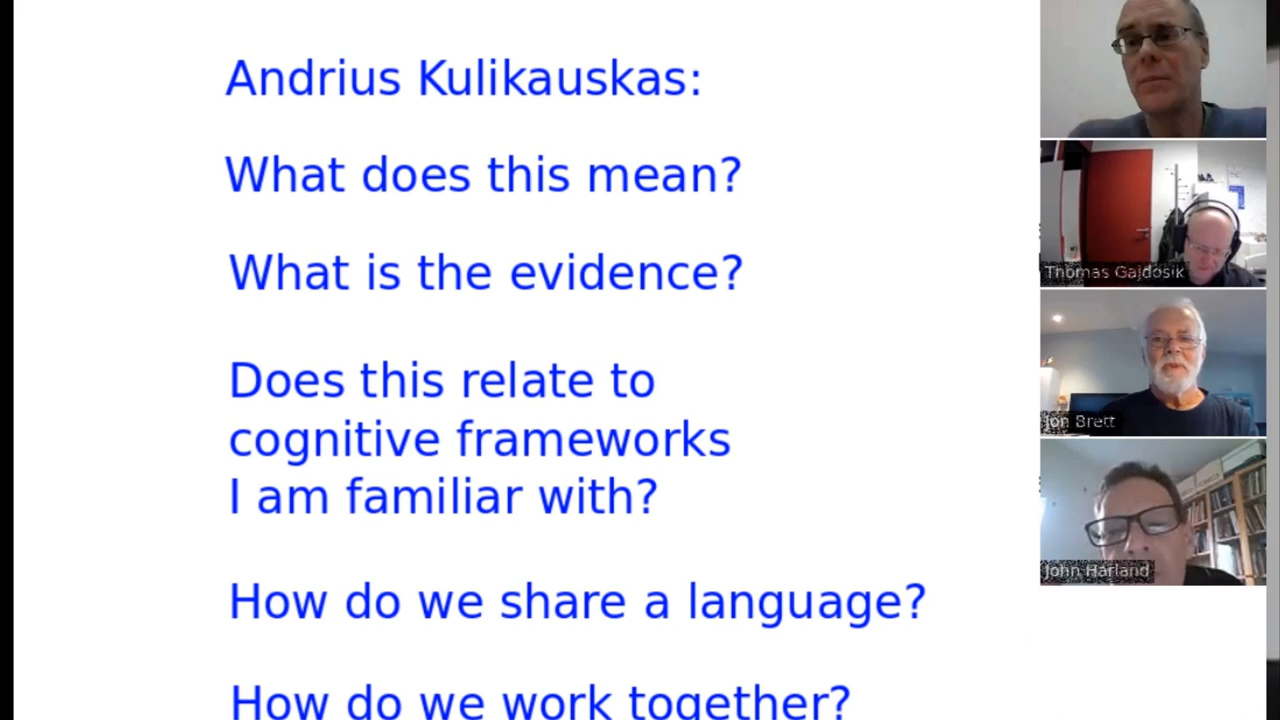 Andrius Kulikauskas:
What does this mean?
What is the evidence?
Does this relate to
cognitive frameworks
I am familiar with?
How do we share a language?
How do we work together?
Thomas Gajdosik
Jon Brett
John Harland